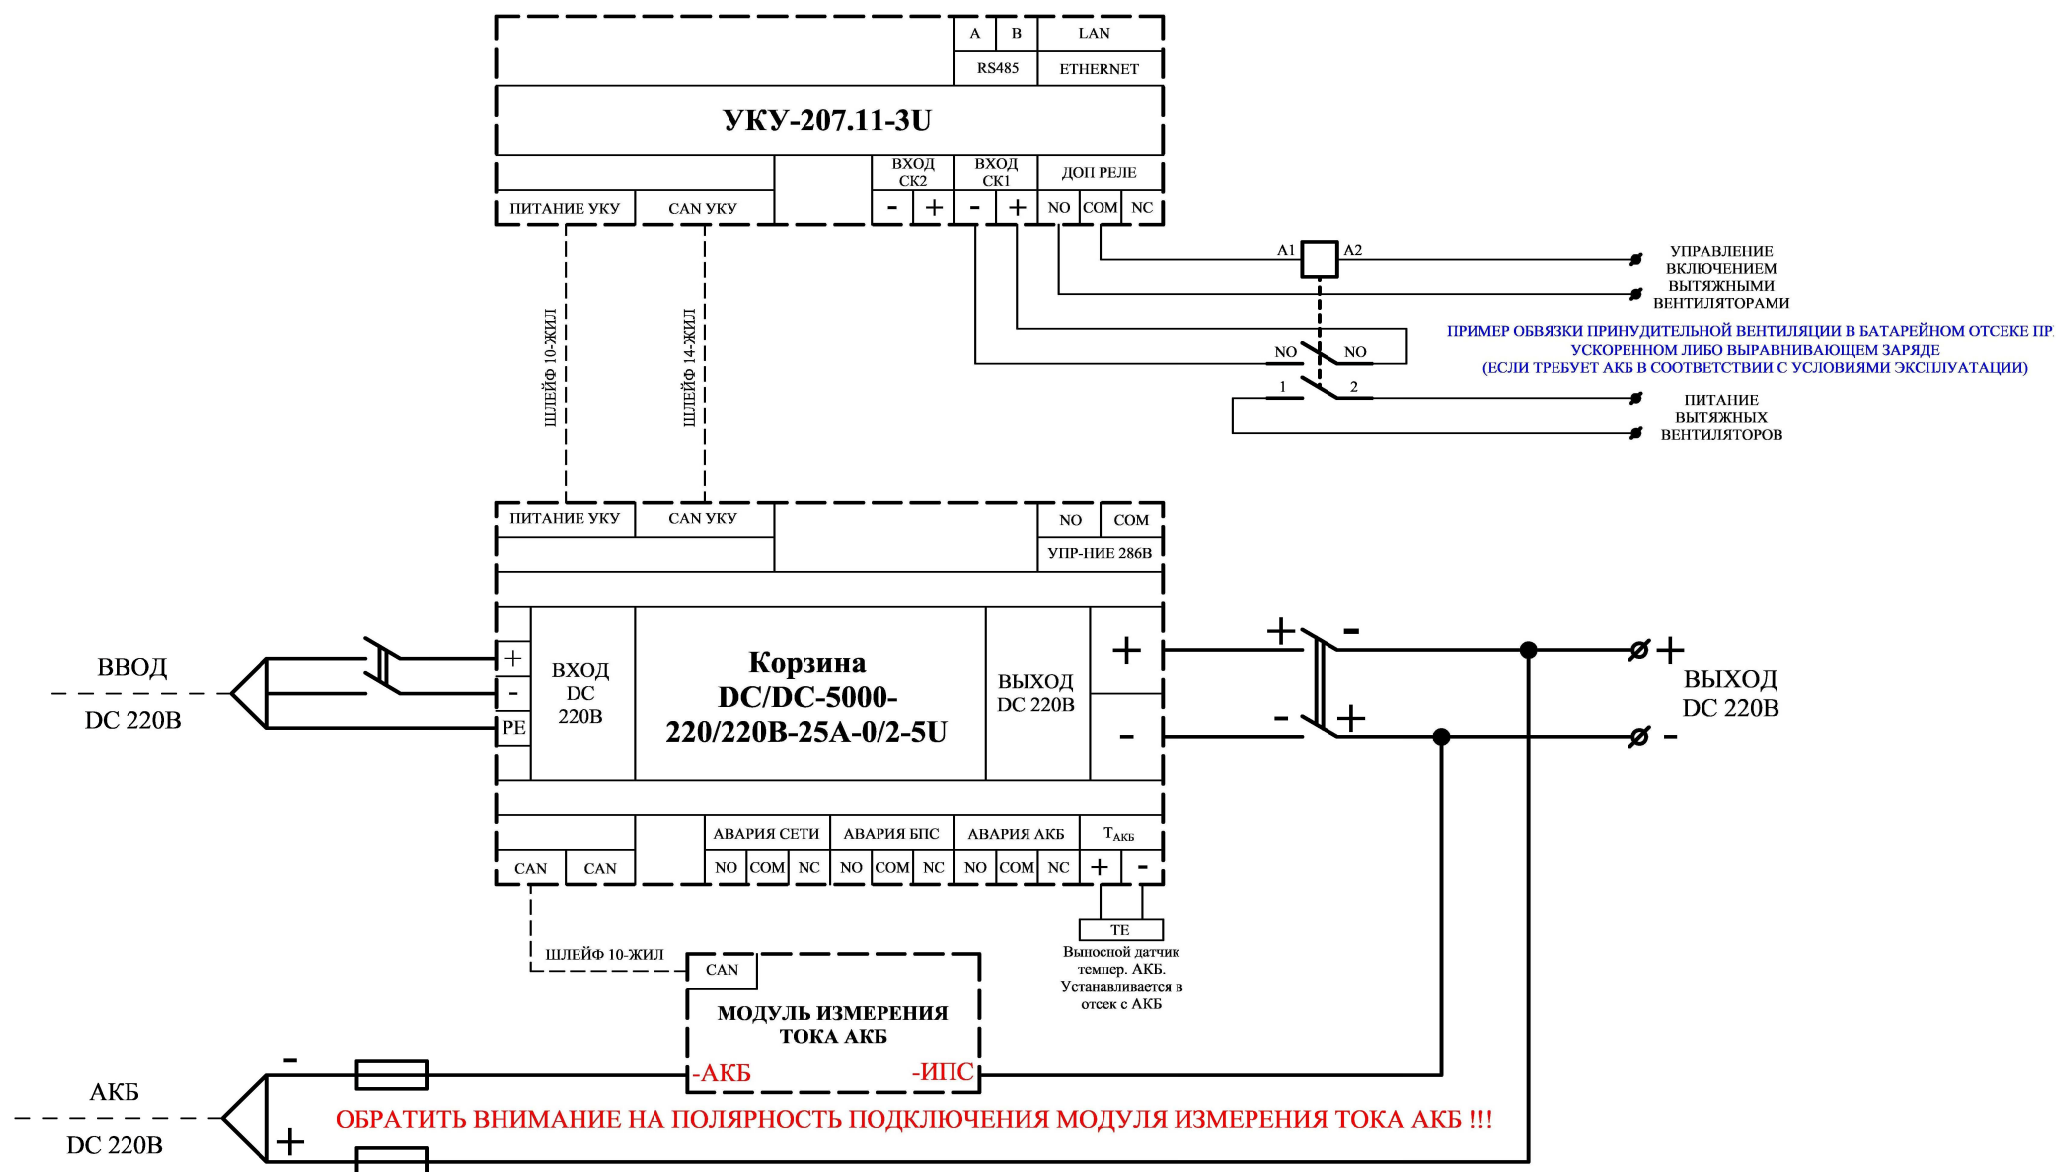 A B LAN
RS485 ETHERNET
УКУ-207.11-3U
ВХОД СК2
ВХОД СК1
ДОП РЕЛЕ
ПИТАНИЕ УКУ CAN УКУ - + - + NO COM NC
A1 A2
УПРАВЛЕНИЕ
ВКЛЮЧЕНИЕМ
ВЫТЯЖНЫМИ
ВЕНТИЛЯТОРАМИ
ШЛЕЙФ 10-ЖИЛ
ШЛЕЙФ 14-ЖИЛ
ПРИМЕР ОБВЯЗКИ ПРИНУДИТЕЛЬНОЙ ВЕНТИЛЯЦИИ В БАТАРЕЙНОМ ОТСЕКЕ ПР
УСКОРЕННОМ ЛИБО ВЫРАВНИВАЮЩЕМ ЗАРЯДЕ
(ЕСЛИ ТРЕБУЕТ АКБ В СООТВЕТСТВИИ С УСЛОВИЯМИ ЭКСПЛУАТАЦИИ)
NO NO
1 2
ПИТАНИЕ
ВЫТЯЖНЫХ
ВЕНТИЛЯТОРОВ
ПИТАНИЕ УКУ CAN УКУ NO COM
УПР-НИЕ 286В
ВВОД
DC 220В
+
-
PE
ВХОД
DC
220В
Корзина
DC/DC-5000-
220/220В-25А-0/2-5U
ВЫХОД
DC 220В
+
-
+ -
- +
+
-
ВЫХОД
DC 220В
АВАРИЯ СЕТИ АВАРИЯ БПС АВАРИЯ АКБ ТАКБ
CAN CAN NO COM NC NO COM NC NO COM NC + -
TE
Выносной датчик
темпер. АКБ.
Устанавливается в
отсек с АКБ
ШЛЕЙФ 10-ЖИЛ
CAN
МОДУЛЬ ИЗМЕРЕНИЯ
ТОКА АКБ
-АКБ -ИПС
АКБ
DC 220В
-
+
ОБРАТИТЬ ВНИМАНИЕ НА ПОЛЯРНОСТЬ ПОДКЛЮЧЕНИЯ МОДУЛЯ ИЗМЕРЕНИЯ ТОКА АКБ !!!